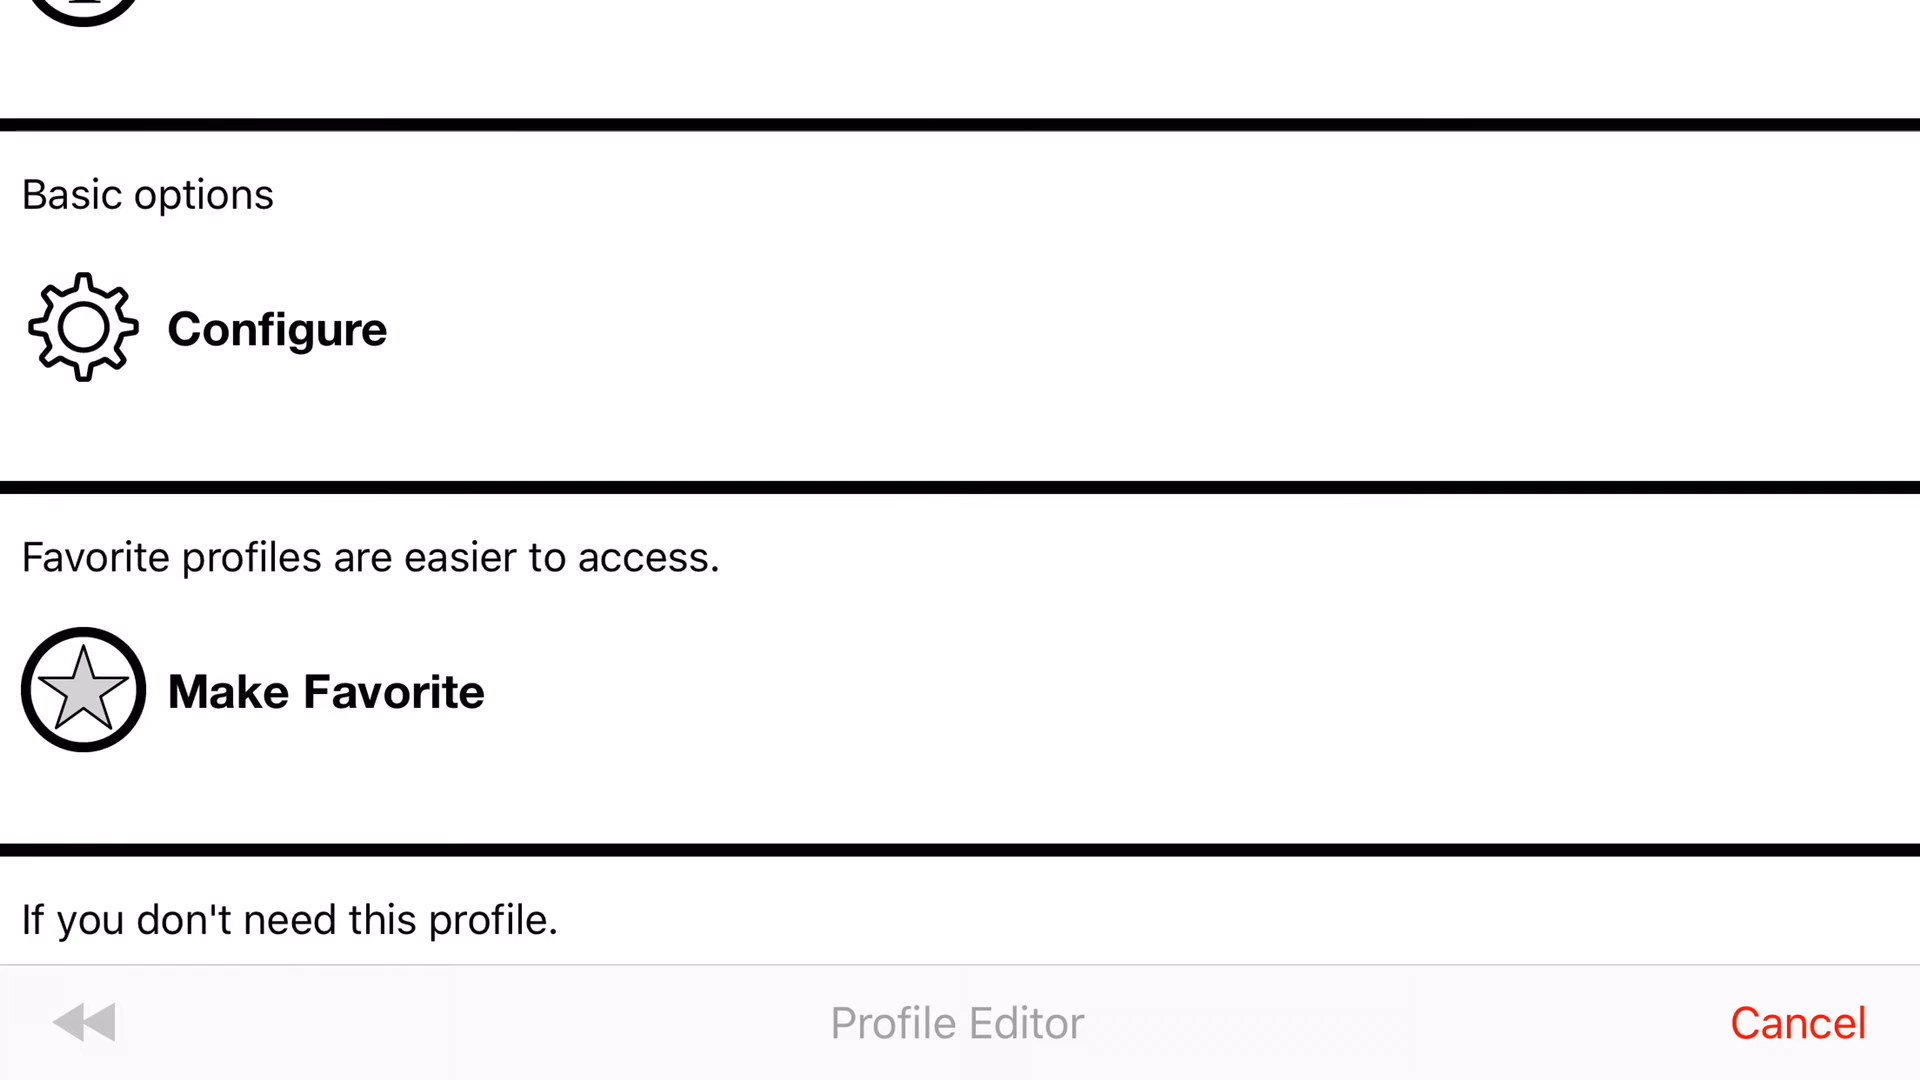 Basic options
Configure
Favorite profiles are easier to access.
Make Favorite
If you don't need this profile.
Profile Editor
Cancel